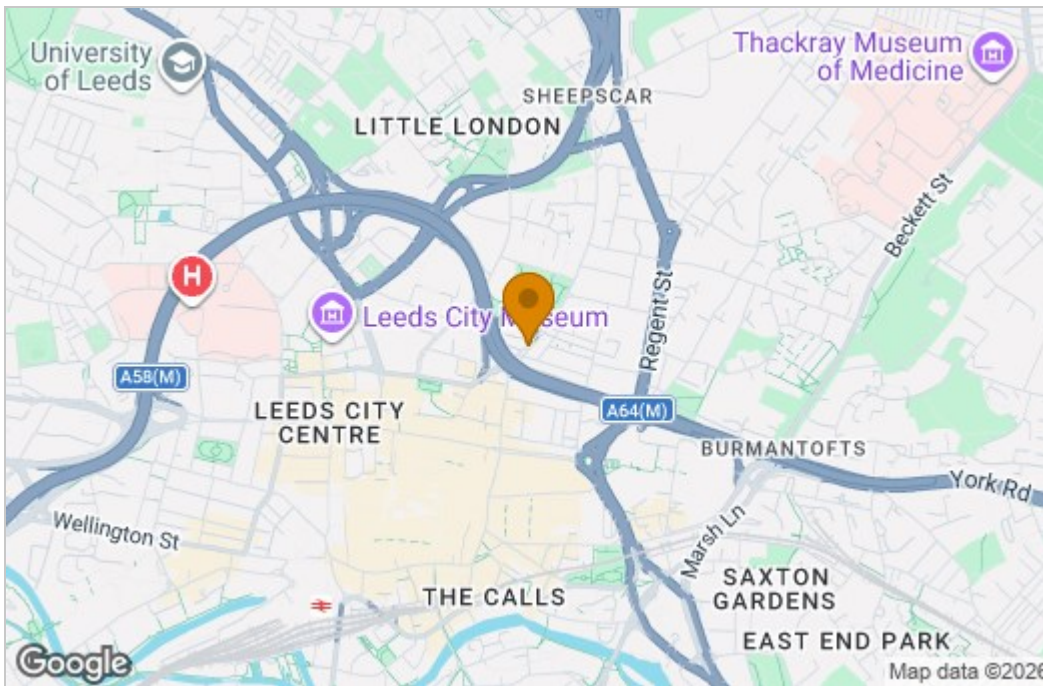 University
of Leeds
Thackray Museum
of Medicine
SHEEPSCAR
LITTLE LONDON
Beckett St
H
Leeds City Museum
Regent St
A58(M)
A64(M)
LEEDS CITY
CENTRE
BURMANTOFTS
York Rd
Wellington St
Marsh Ln
SAXTON
GARDENS
THE CALLS
EAST END PARK
Google
Map data ©2026